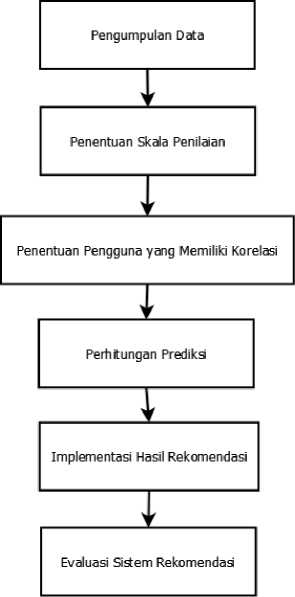 Pengumpulan Data
Penentuan Skala Penilaian
Penentuan Pengguna yang Memiliki Korelasi
Perhitungan Prediksi
Implementasi Hasil Rekomendasi
Evaluasi Sistem Rekomendasi